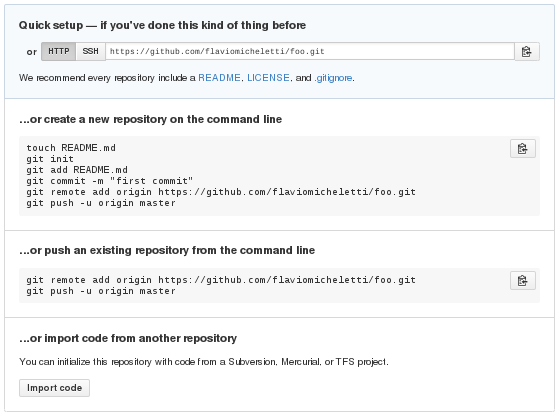 Quick setup — if you've done this kind of thing before
or HTTP SSH https://github.com/flaviomicheletti/foo.git
We recommend every repository include a README, LICENSE, and .gitignore.
...or create a new repository on the command line
touch README.md
git init
git add README.md
git commit -m "first commit"
git remote add origin https://github.com/flaviomicheletti/foo.git
git push -u origin master
...or push an existing repository from the command line
git remote add origin https://github.com/flaviomicheletti/foo.git
git push -u origin master
...or import code from another repository
You can initialize this repository with code from a Subversion, Mercurial, or TFS project.
Import code